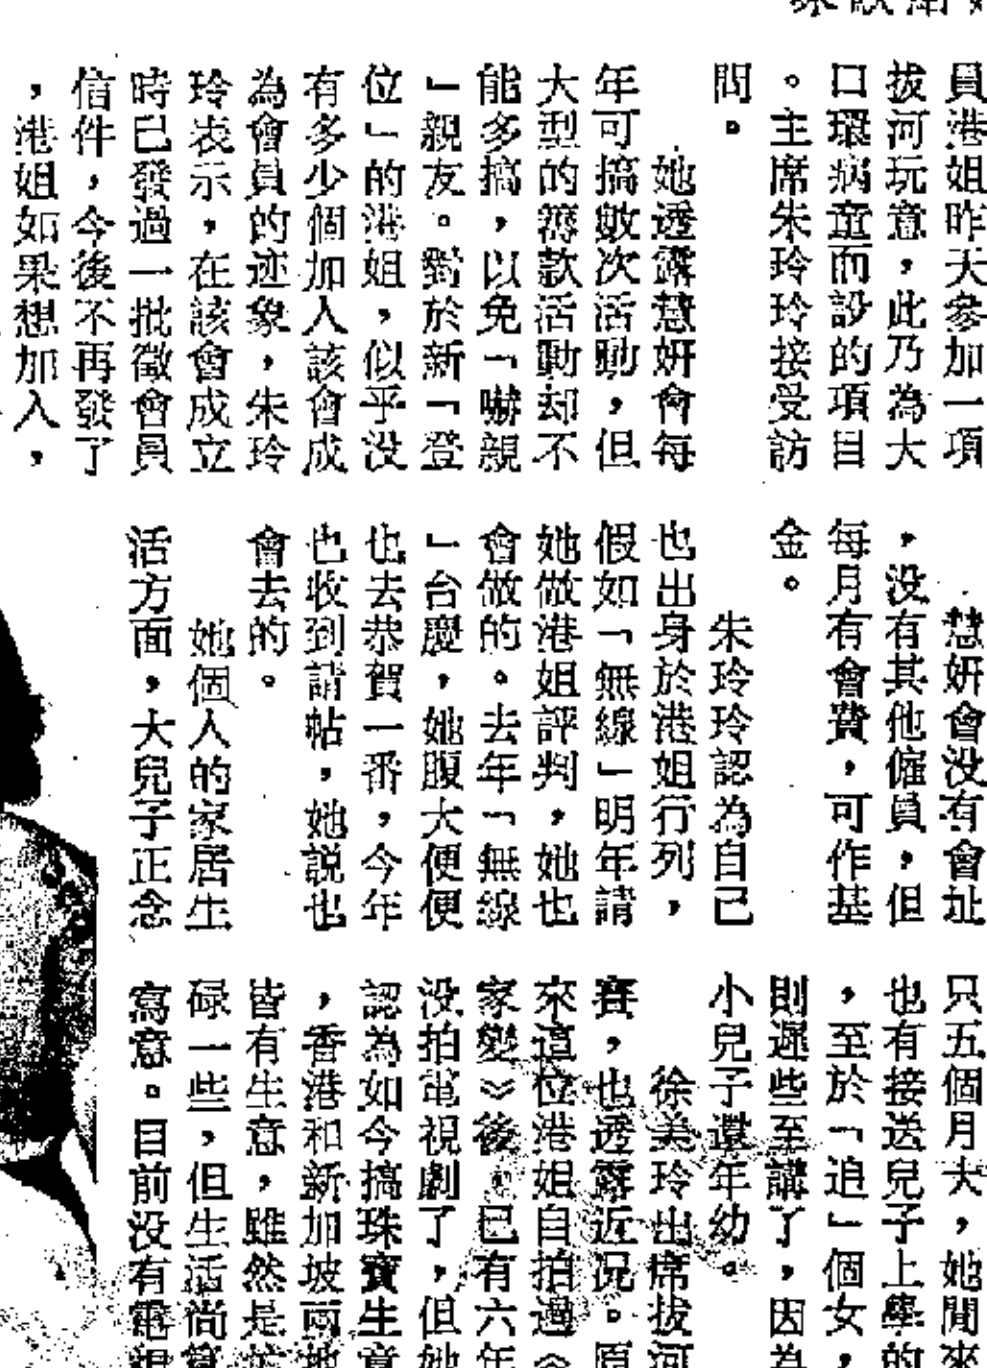 員港姐昨天參加一項
拔河玩意，此乃為大
口環病童而設的項目
。主席朱玲玲接受訪
問。
她透露慧妍會每
年可搞數次活動，但
大型的籌款活動却不
能多搞，以免「嚇親
」親友。對於新「登
位」的港姐，似乎没
有多少個加入該會成
為會員的迹象，朱玲
玲表示，在該會成立
時已發過一批徵會員
信件，今後不再發了
，港姐如果想加入，
慧妍會没有會址
，没有其他僱員，但
每月有會費，可作基
金。
朱玲玲認為自己
也出身於港姐行列，
假如「無線」明年請
她做港姐評判，她也
會做的。去年「無線
」台慶，她腹大便便
也去恭賀一番，今年
也收到請帖，她説也
會去的。
她個人的家居生
活方面，大兒子正念
只五個月大，她閒來
也有接送兒子上學的
，至於「追」個女，
則遲些至講了，因為
小兒子還年幼。
徐美玲出席拔河
賽，也透露近況。原
來這位港姐自拍過《
家變》後，已有六年
没拍電視劇了，但她
認為如今搞珠寶生意
，香港和新加坡兩地
皆有生意，雖然是忙
碌一些，但生活尚算
寫意。目前没有電視